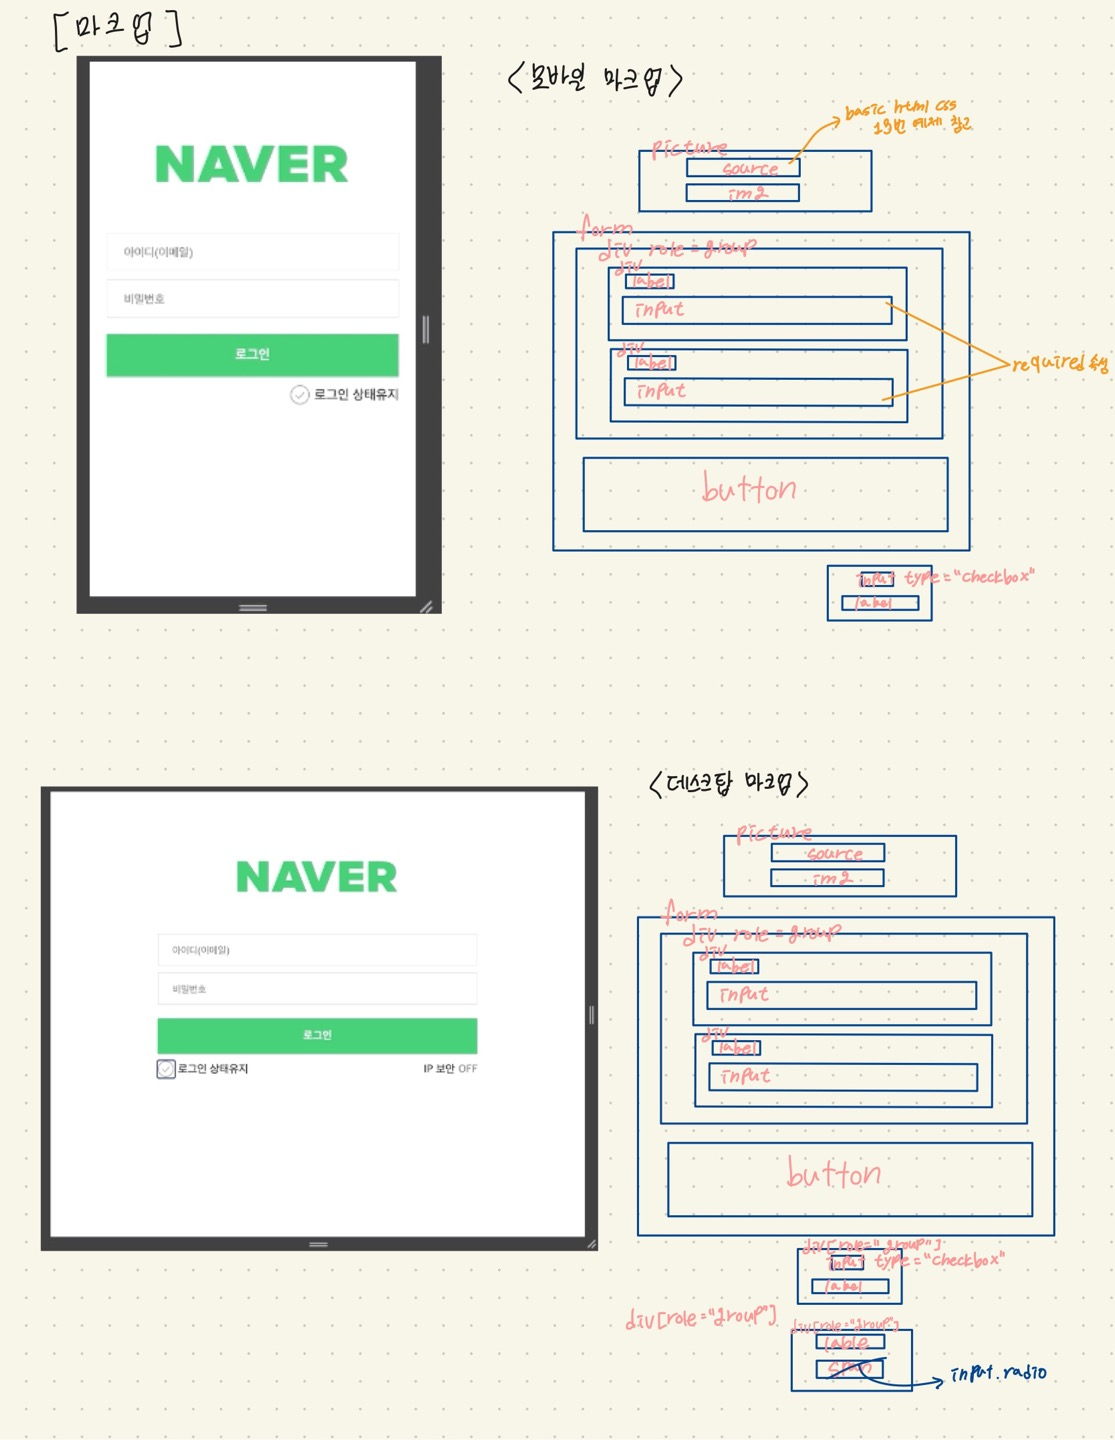 [마크업]
<모바일 마크업>
NAVER
아이디(이메일)
비밀번호
로그인
로그인 상태유지
basic html css
19번 예제 참고
picture
source
img
form
div role=group
div
label
input
div
label
input
required 속성
button
input type="checkbox"
label
<데스크탑 마크업>
NAVER
아이디(이메일)
비밀번호
로그인
로그인 상태유지 IP 보안 OFF
picture
source
img
form
div role=group
div
label
input
div
label
input
button
div[role="group"]
input type="checkbox"
label
div[role="group"]
div[role="group"]
lable
span
input.radio